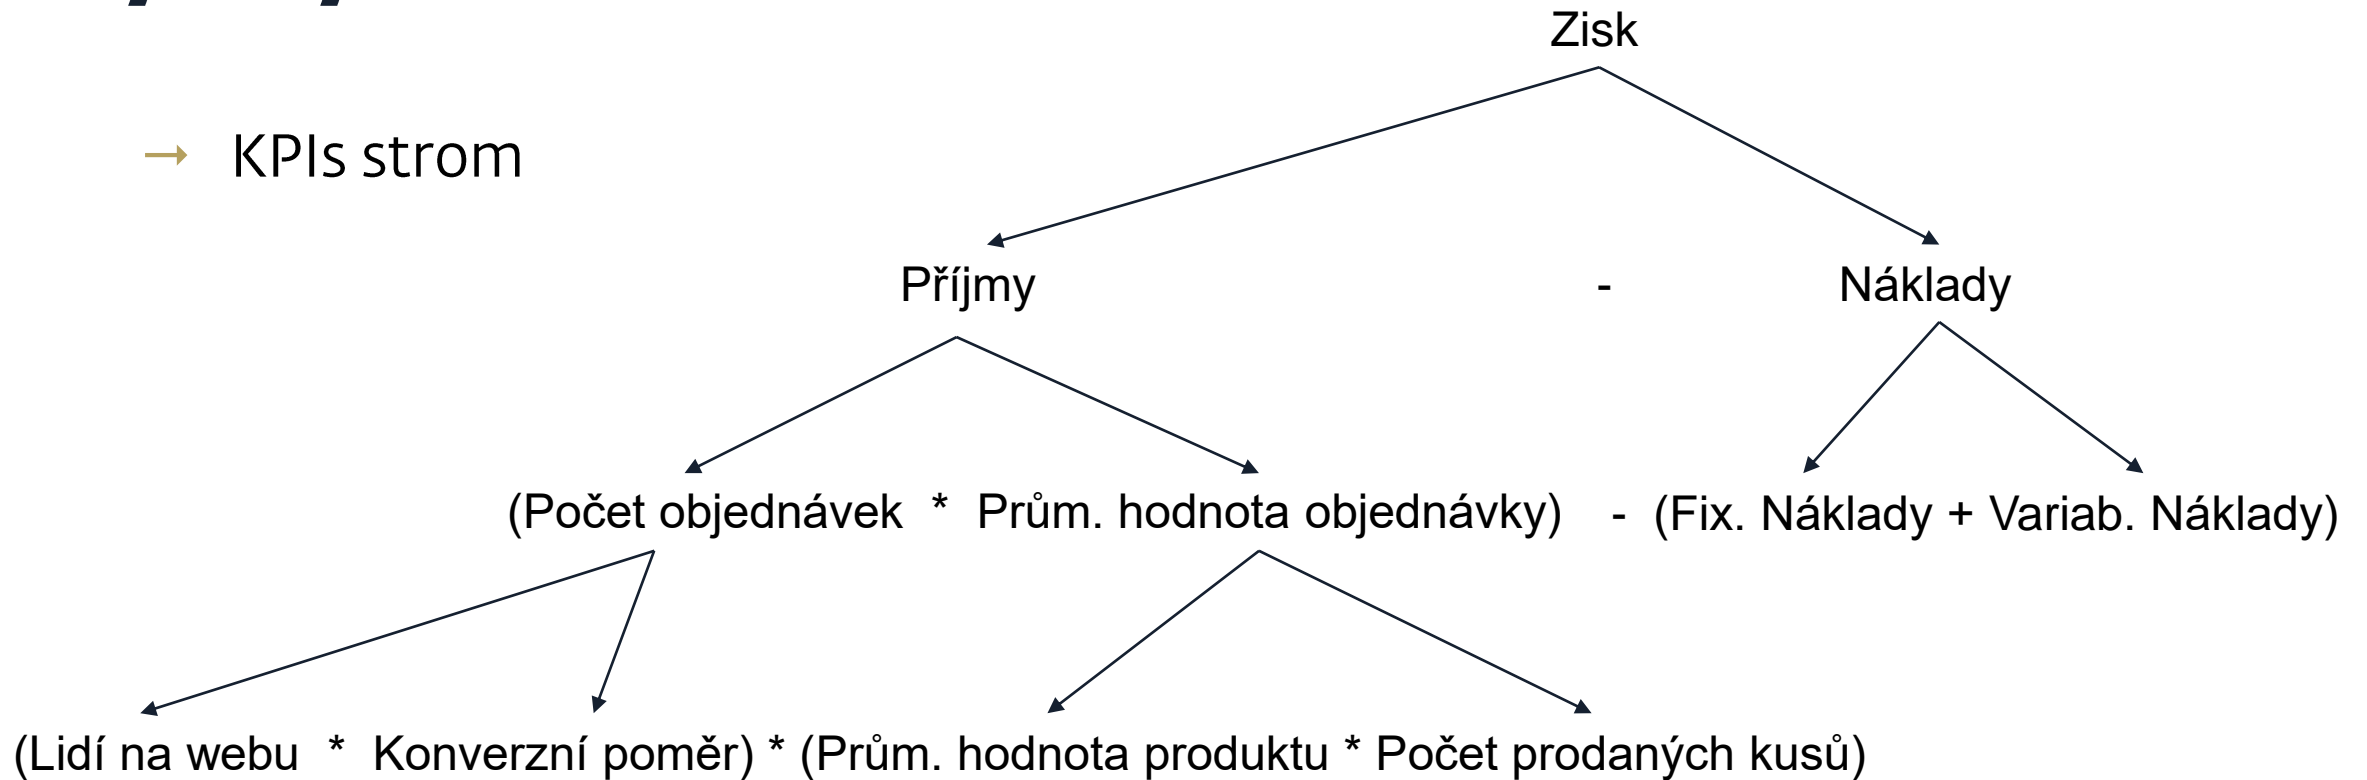 Zisk
→ KPIs strom
Příjmy - Náklady
(Počet objednávek * Prům. hodnota objednávky) - (Fix. Náklady + Variab. Náklady)
(Lidí na webu * Konverzní poměr) * (Prům. hodnota produktu * Počet prodaných kusů)